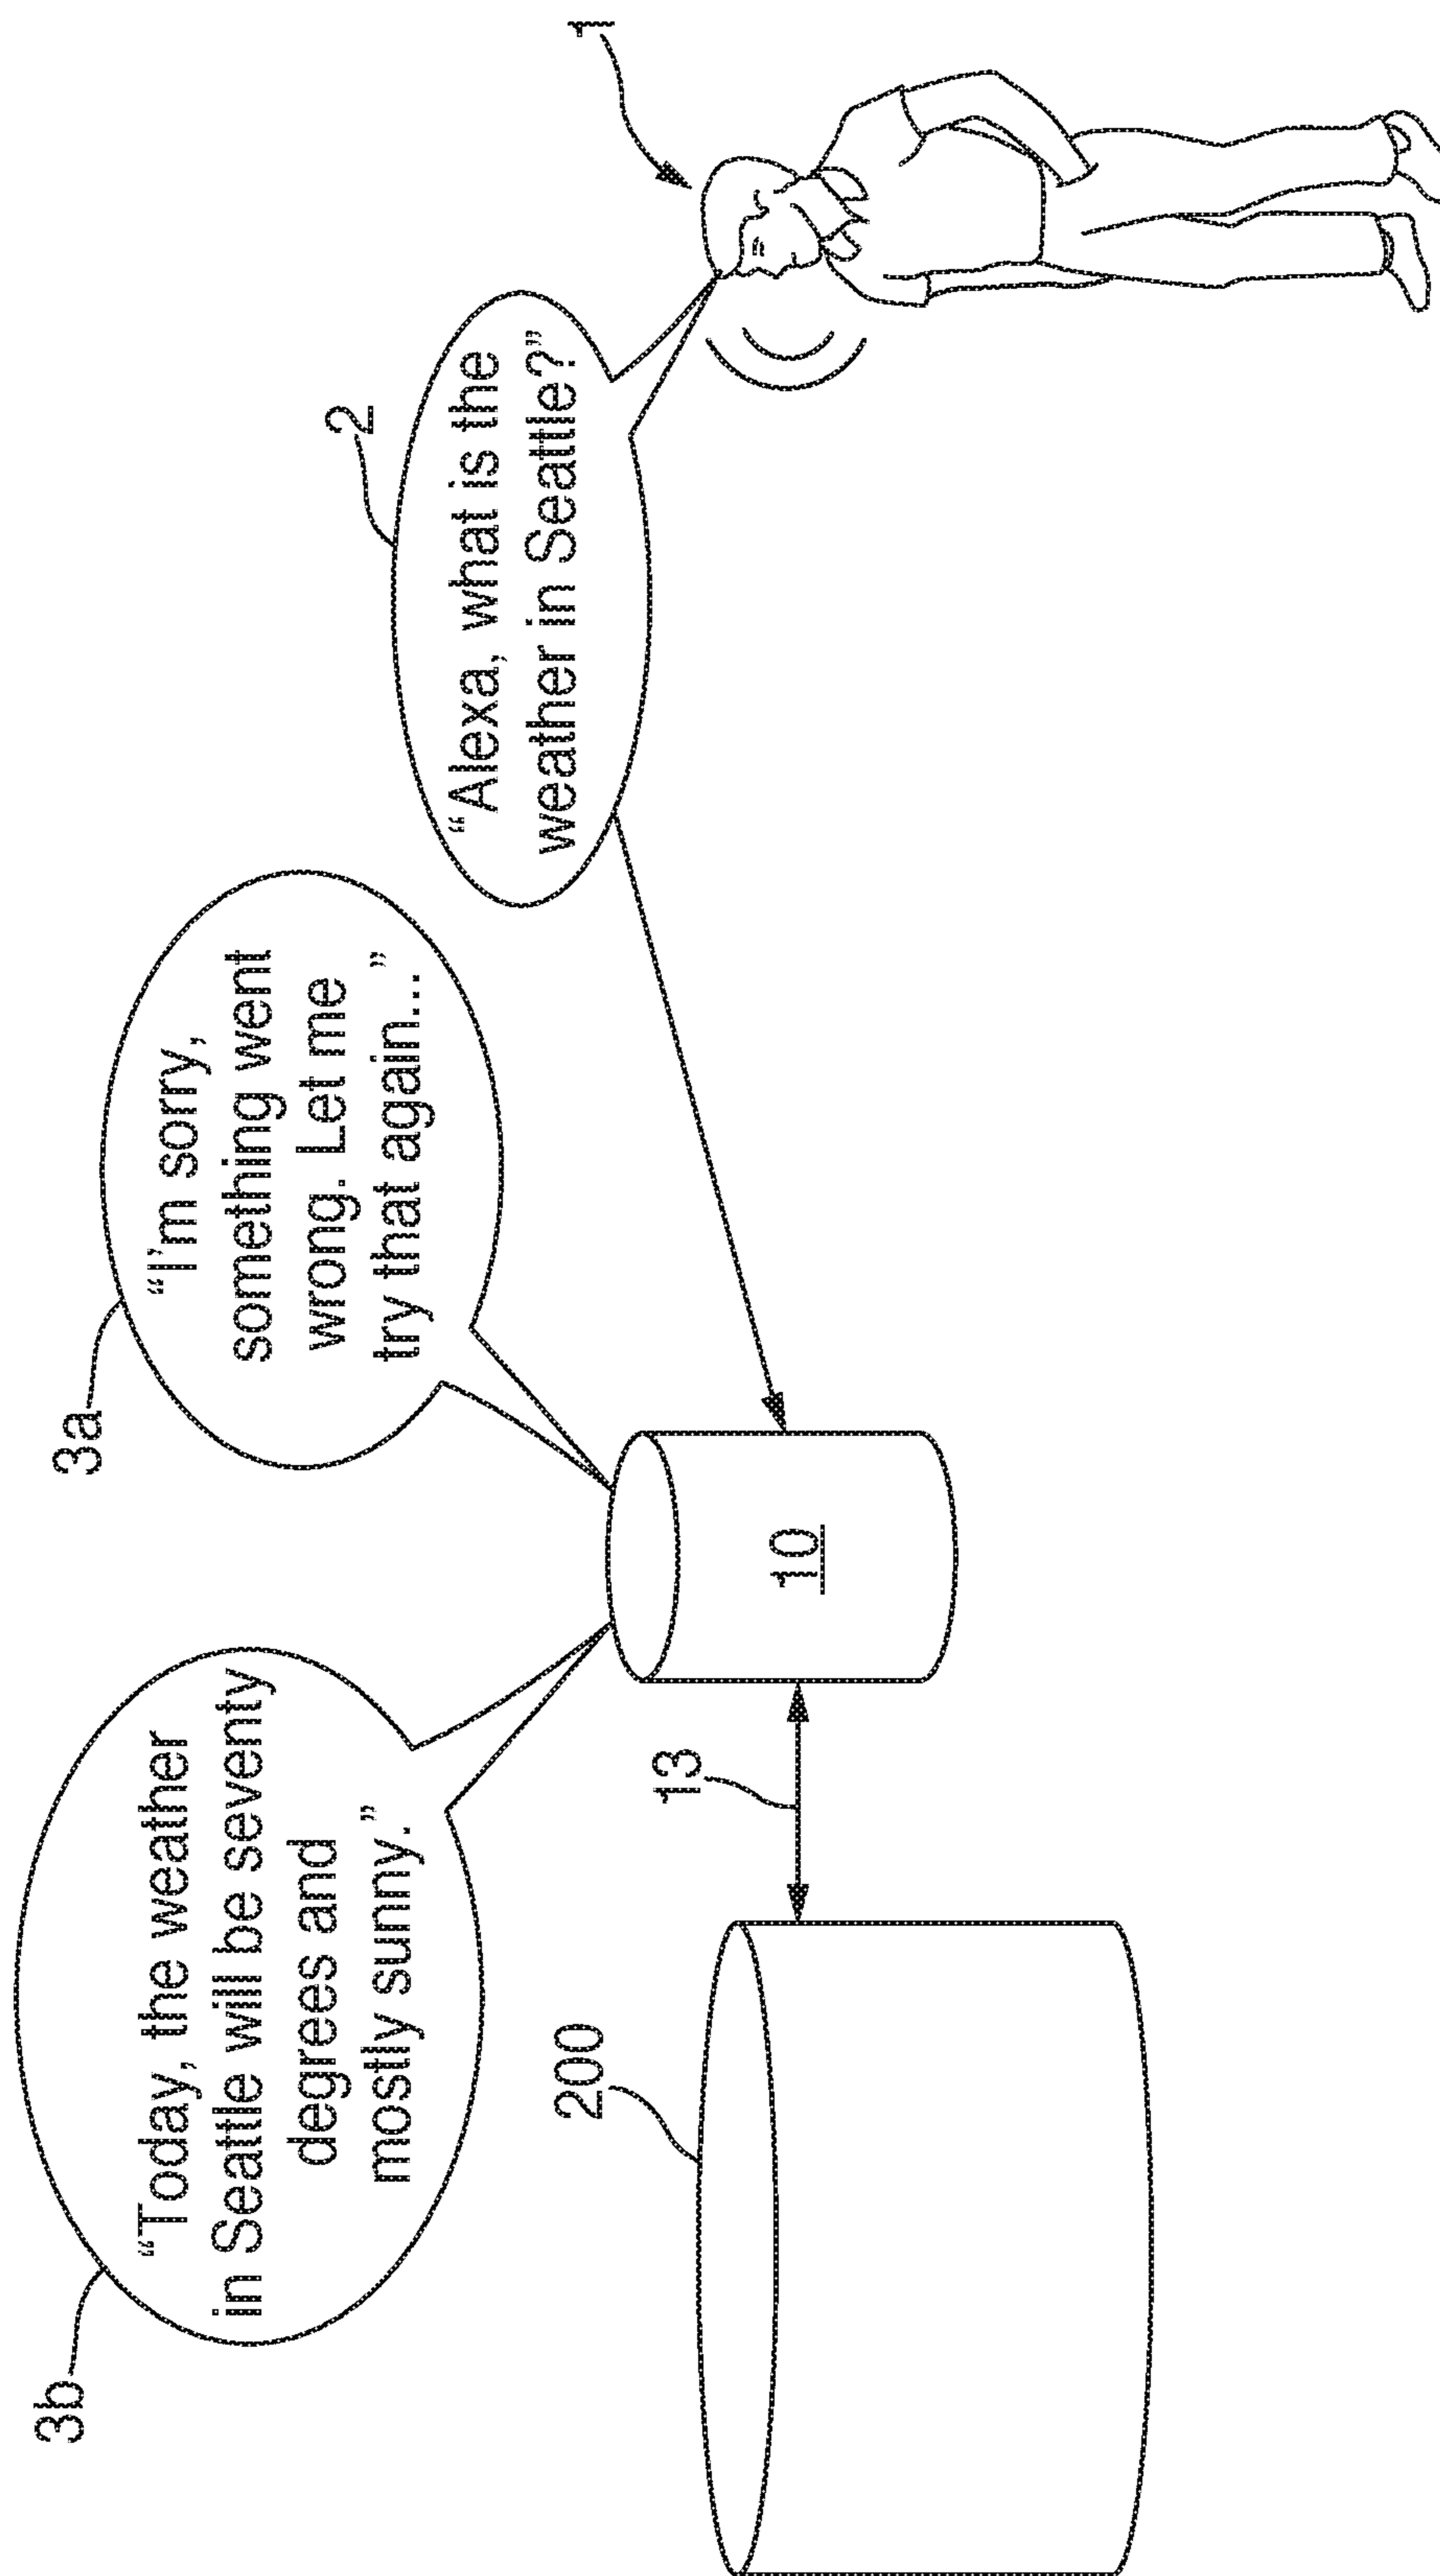 3b
“Today, the weather
in Seattle will be seventy
degrees and
mostly sunny.”
3a
“I'm sorry,
something went
wrong. Let me
try that again...”
2
“Alexa, what is the
weather in Seattle?”
1
200
13
10